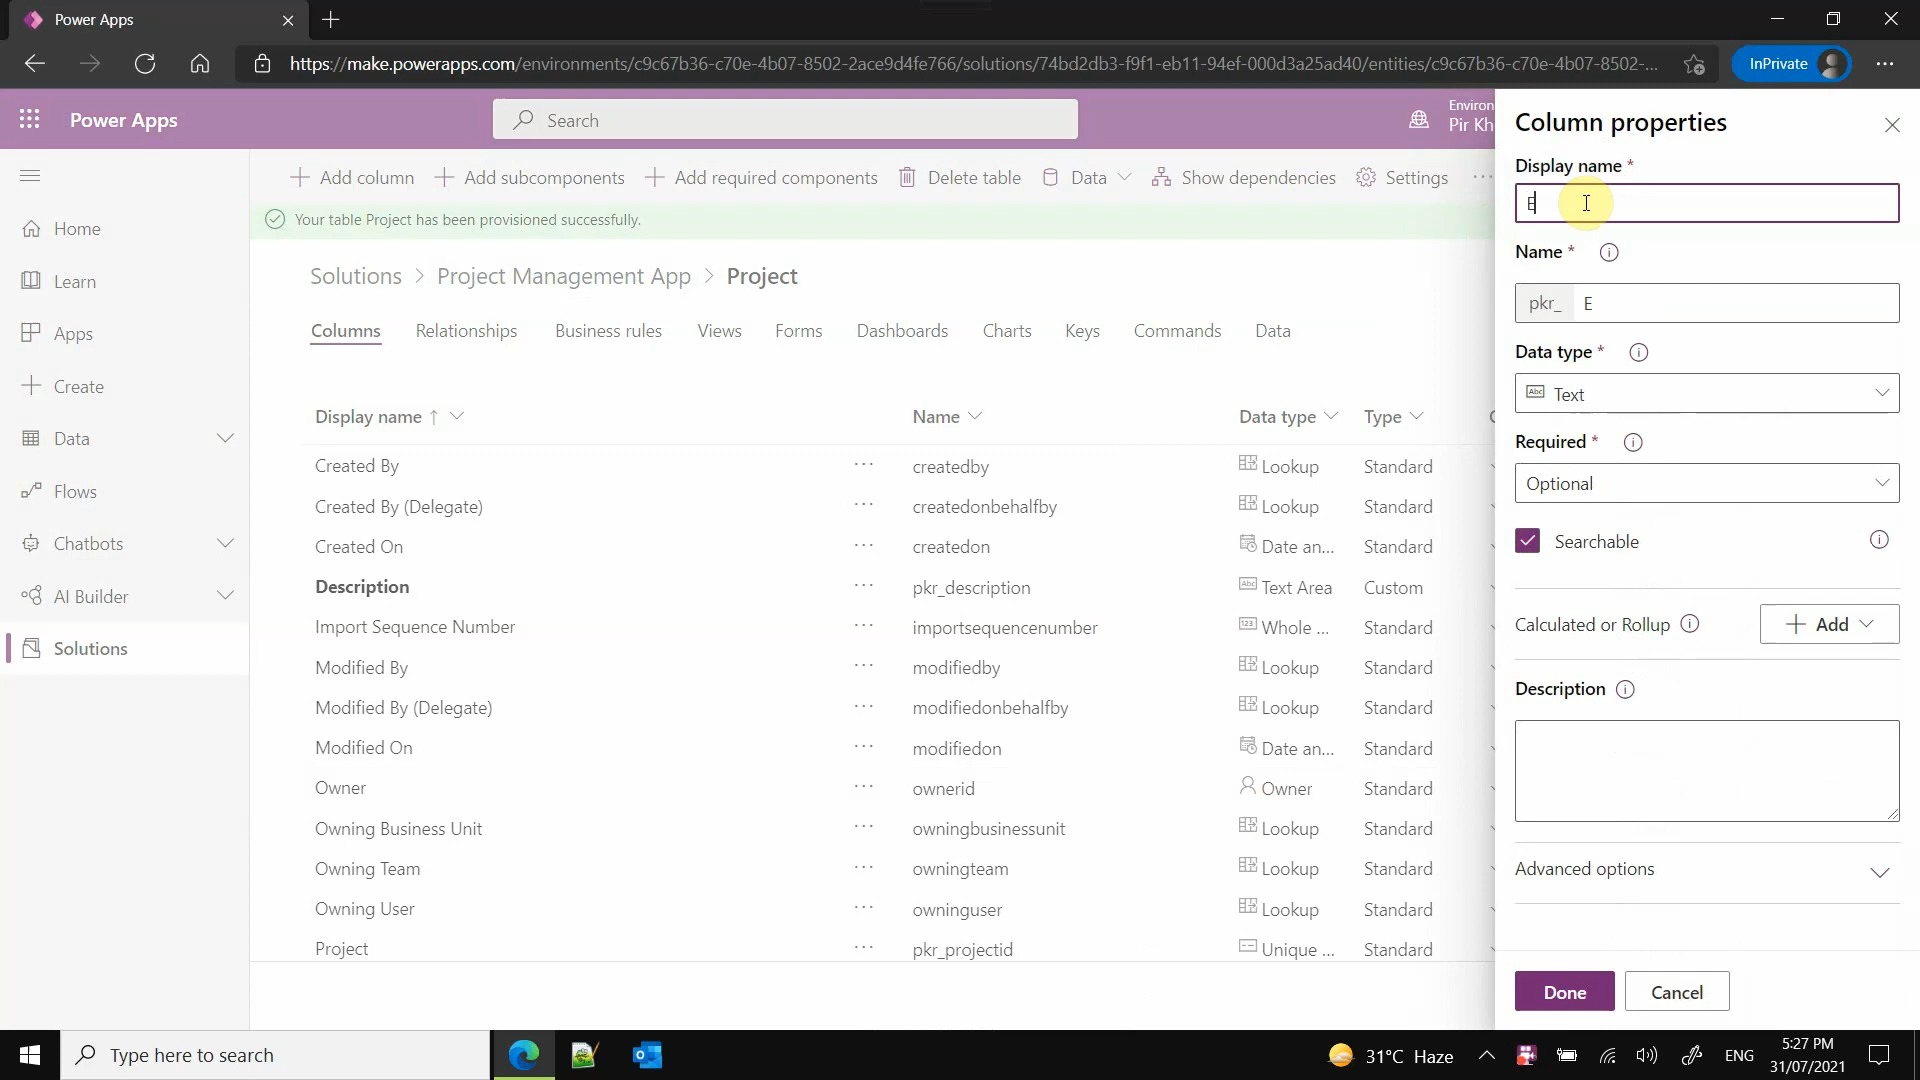 Power Apps
https://make.powerapps.com/environments/c9c67b36-c70e-4b07-8502-2ace9d4fe766/solutions/74bd2db3-f9f1-eb11-94ef-000d3a25ad40/entities/c9c67b36-c70e-4b07-8502-...
InPrivate
Power Apps
Search
Environ
Pir Kh
Add column
Add subcomponents
Add required components
Delete table
Data
Show dependencies
Settings
Your table Project has been provisioned successfully.
Home
Learn
Apps
Create
Data
Flows
Chatbots
AI Builder
Solutions
Solutions > Project Management App > Project
Columns Relationships Business rules Views Forms Dashboards Charts Keys Commands Data
Display name ↑ Name Data type Type
Created By ··· createdby Lookup Standard
Created By (Delegate) ··· createdonbehalfby Lookup Standard
Created On ··· createdon Date an... Standard
Description ··· pkr_description Abc Text Area Custom
Import Sequence Number ··· importsequencenumber 123 Whole ... Standard
Modified By ··· modifiedby Lookup Standard
Modified By (Delegate) ··· modifiedonbehalfby Lookup Standard
Modified On ··· modifiedon Date an... Standard
Owner ··· ownerid Owner Standard
Owning Business Unit ··· owningbusinessunit Lookup Standard
Owning Team ··· owningteam Lookup Standard
Owning User ··· owninguser Lookup Standard
Project ··· pkr_projectid Unique ... Standard
Column properties
Display name *
E
Name *
pkr_ E
Data type *
Abc Text
Required *
Optional
Searchable
Calculated or Rollup
Add
Description
Advanced options
Done
Cancel
Type here to search
31°C Haze
ENG
5:27 PM
31/07/2021